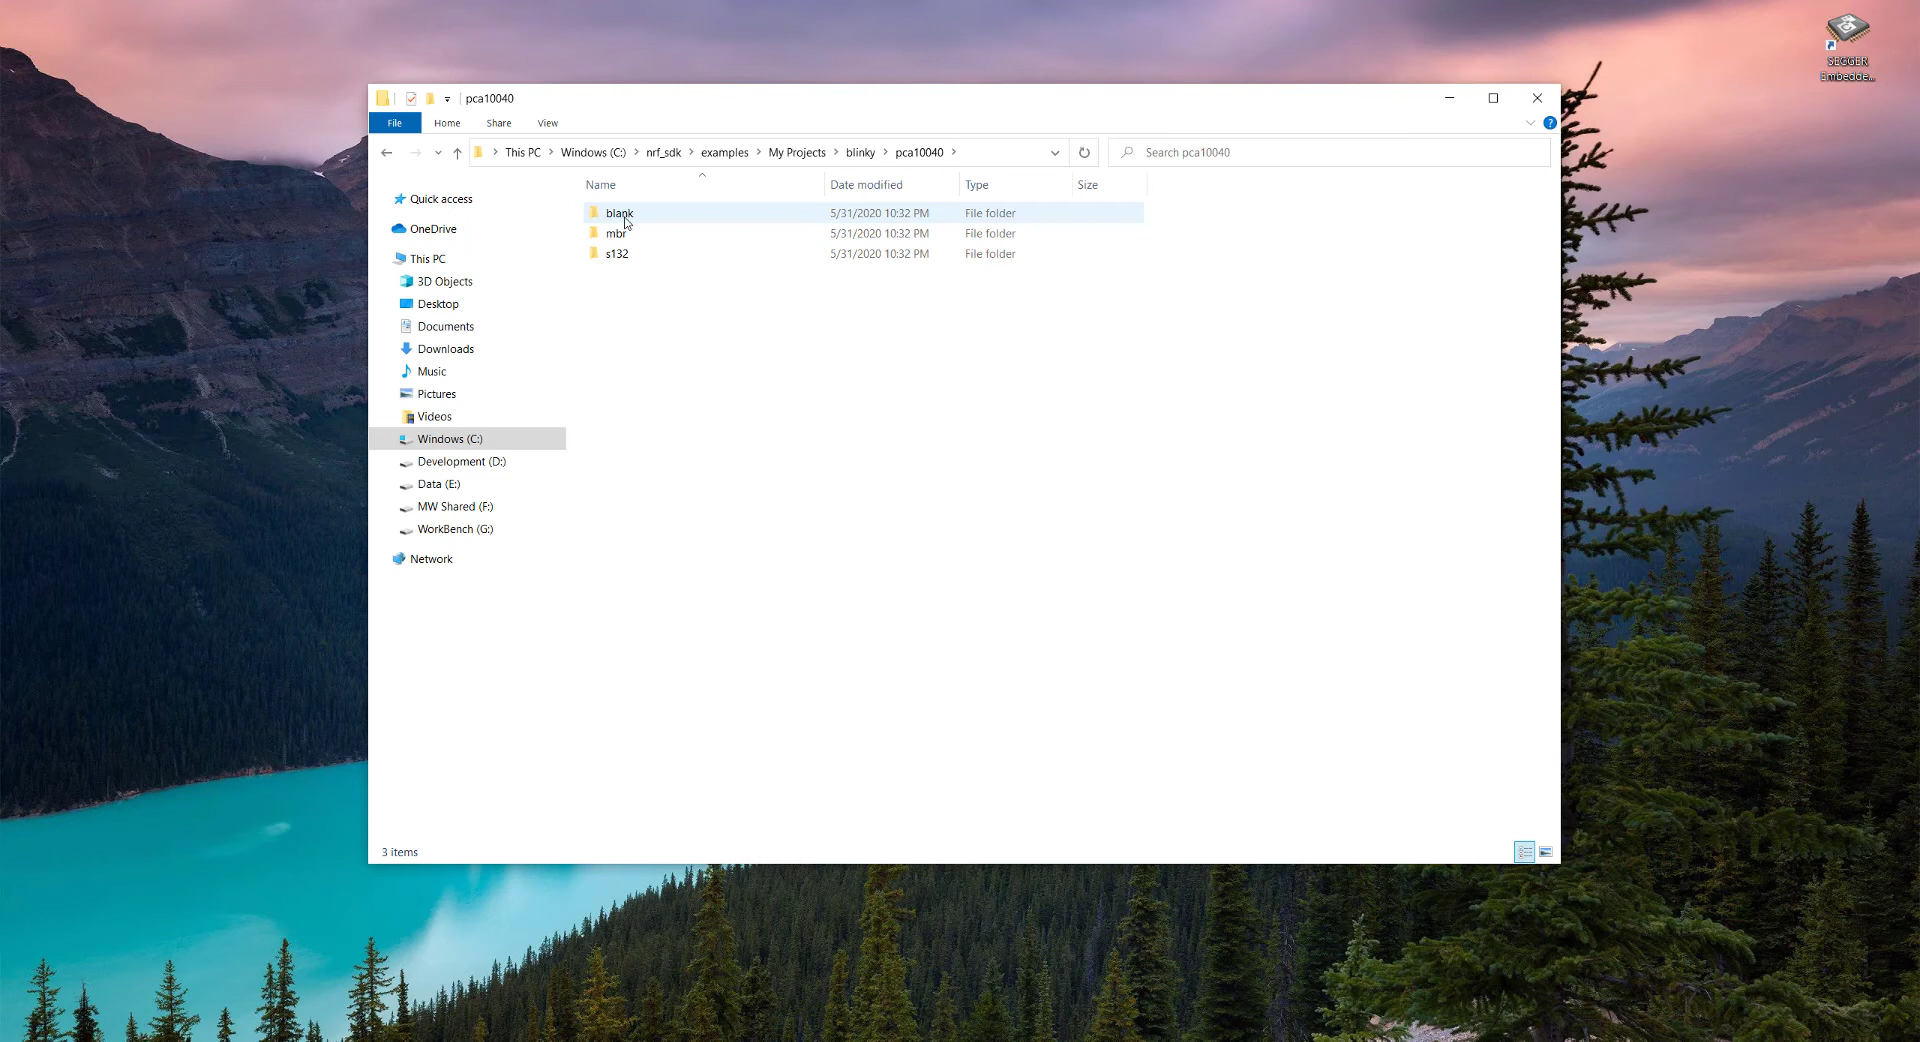 SEGGER
Embedde...
pca10040
File Home Share View
This PC > Windows (C:) > nrf_sdk > examples > My Projects > blinky > pca10040 >
Search pca10040
Name Date modified Type Size
blank 5/31/2020 10:32 PM File folder
mbr 5/31/2020 10:32 PM File folder
s132 5/31/2020 10:32 PM File folder
Quick access
OneDrive
This PC
3D Objects
Desktop
Documents
Downloads
Music
Pictures
Videos
Windows (C:)
Development (D:)
Data (E:)
MW Shared (F:)
WorkBench (G:)
Network
3 items